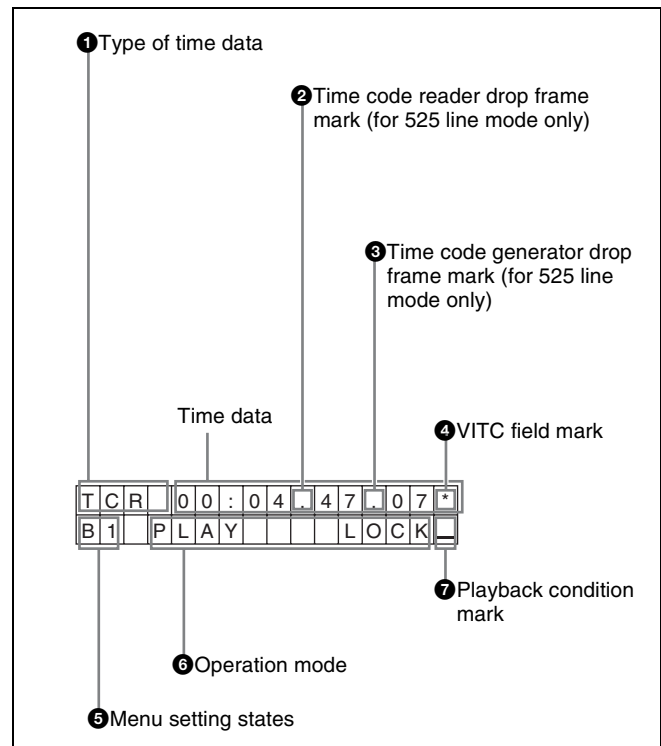 ❶Type of time data
❷Time code reader drop frame
mark (for 525 line mode only)
❸Time code generator drop
frame mark (for 525 line
mode only)
Time data
❹VITC field mark
TCR 00:04.47.07*
B1 PLAY LOCK_
❼Playback condition
mark
❻Operation mode
❺Menu setting states